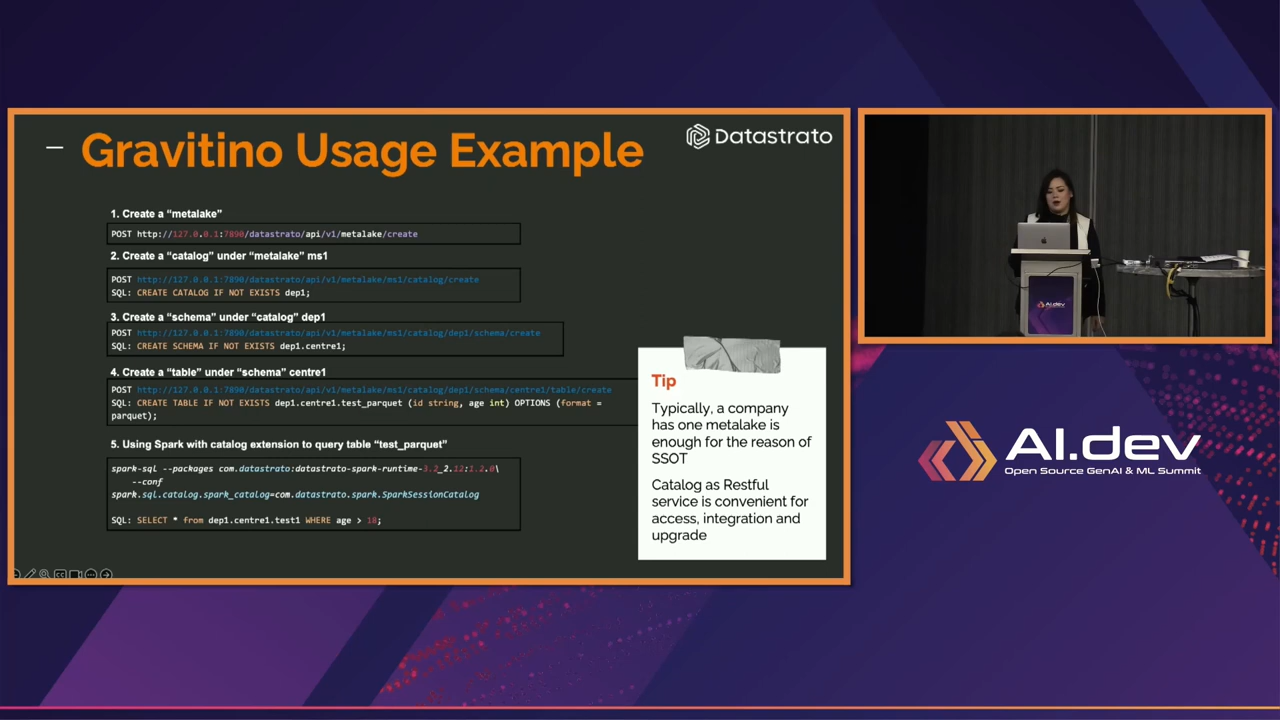 Gravitino Usage Example
Datastrato
1. Create a “metalake”
POST http://127.0.0.1:7890/datastrato/api/v1/metalake/create
2. Create a “catalog” under “metalake” ms1
POST http://127.0.0.1:7890/datastrato/api/v1/metalake/ms1/catalog/create
SQL: CREATE CATALOG IF NOT EXISTS dep1;
3. Create a “schema” under “catalog” dep1
POST http://127.0.0.1:7890/datastrato/api/v1/metalake/ms1/catalog/dep1/schema/create
SQL: CREATE SCHEMA IF NOT EXISTS dep1.centre1;
4. Create a “table” under “schema” centre1
POST http://127.0.0.1:7890/datastrato/api/v1/metalake/ms1/catalog/dep1/schema/centre1/table/create
SQL: CREATE TABLE IF NOT EXISTS dep1.centre1.test_parquet (id string, age int) OPTIONS (format =
parquet);
5. Using Spark with catalog extension to query table “test_parquet”
spark-sql --packages com.datastrato:datastrato-spark-runtime-3.2_2.12:1.2.0\
--conf
spark.sql.catalog.spark_catalog=com.datastrato.spark.SparkSessionCatalog
SQL: SELECT * from dep1.centre1.test1 WHERE age > 18;
Tip
Typically, a company
has one metalake is
enough for the reason of
SSOT
Catalog as Restful
service is convenient for
access, integration and
upgrade
AI.dev
AI.dev
Open Source GenAI & ML Summit